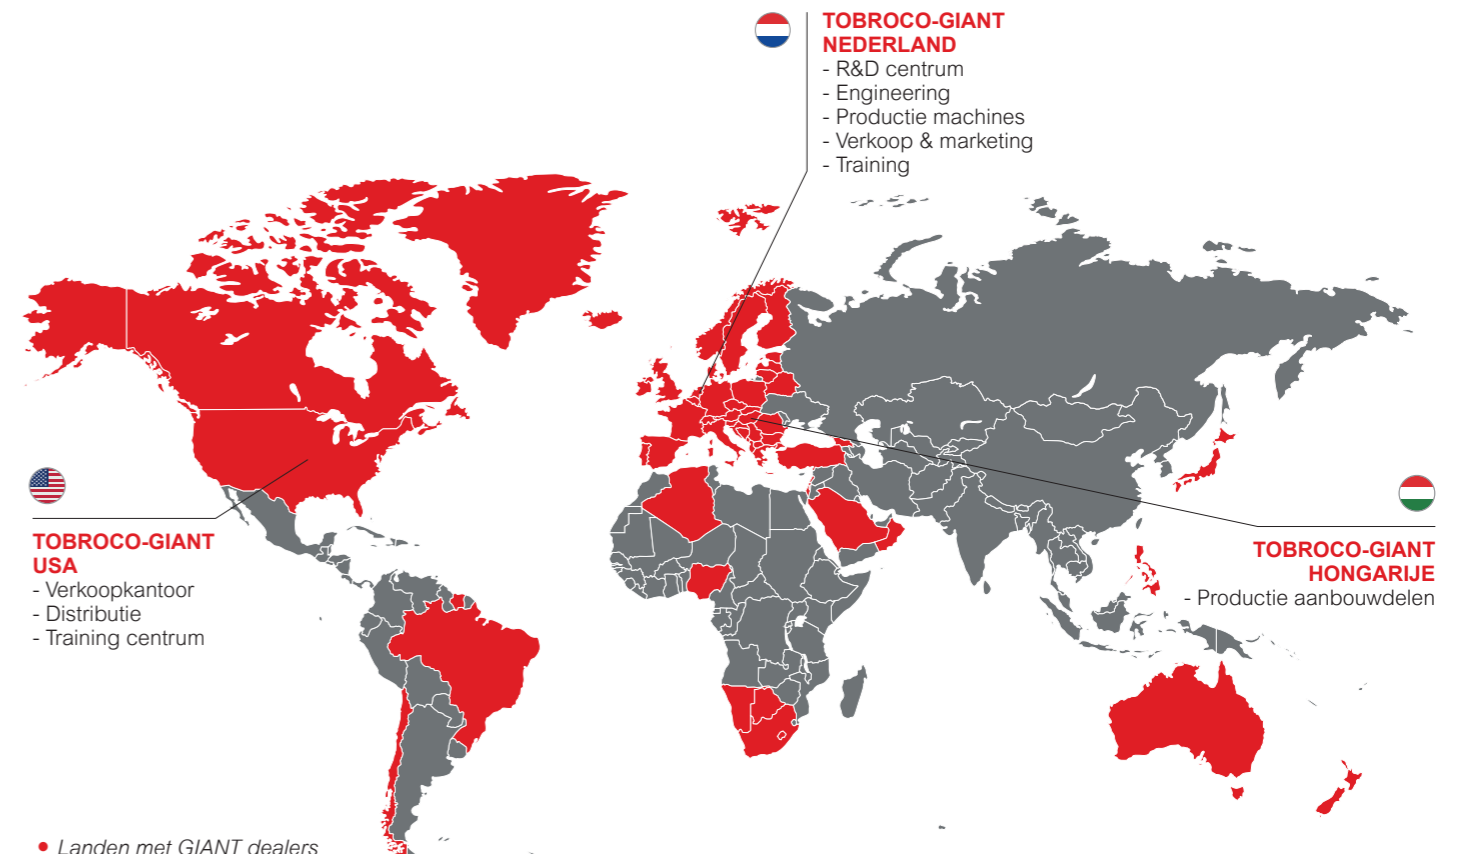 TOBROCO-GIANT
NEDERLAND
- R&D centrum
- Engineering
- Productie machines
- Verkoop & marketing
- Training
TOBROCO-GIANT
USA
- Verkoopkantoor
- Distributie
- Training centrum
TOBROCO-GIANT
HONGARIJE
- Productie aanbouwdelen
• Landen met GIANT dealers